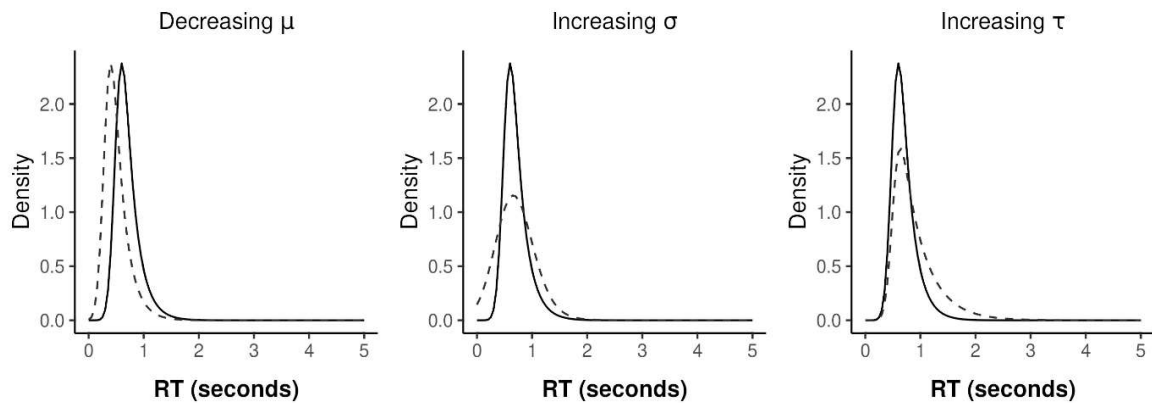 Decreasing μ
Increasing σ
Increasing τ
Density
2.0
1.5
1.0
0.5
0.0
0 1 2 3 4 5
RT (seconds)
Density
2.0
1.5
1.0
0.5
0.0
0 1 2 3 4 5
RT (seconds)
Density
2.0
1.5
1.0
0.5
0.0
0 1 2 3 4 5
RT (seconds)